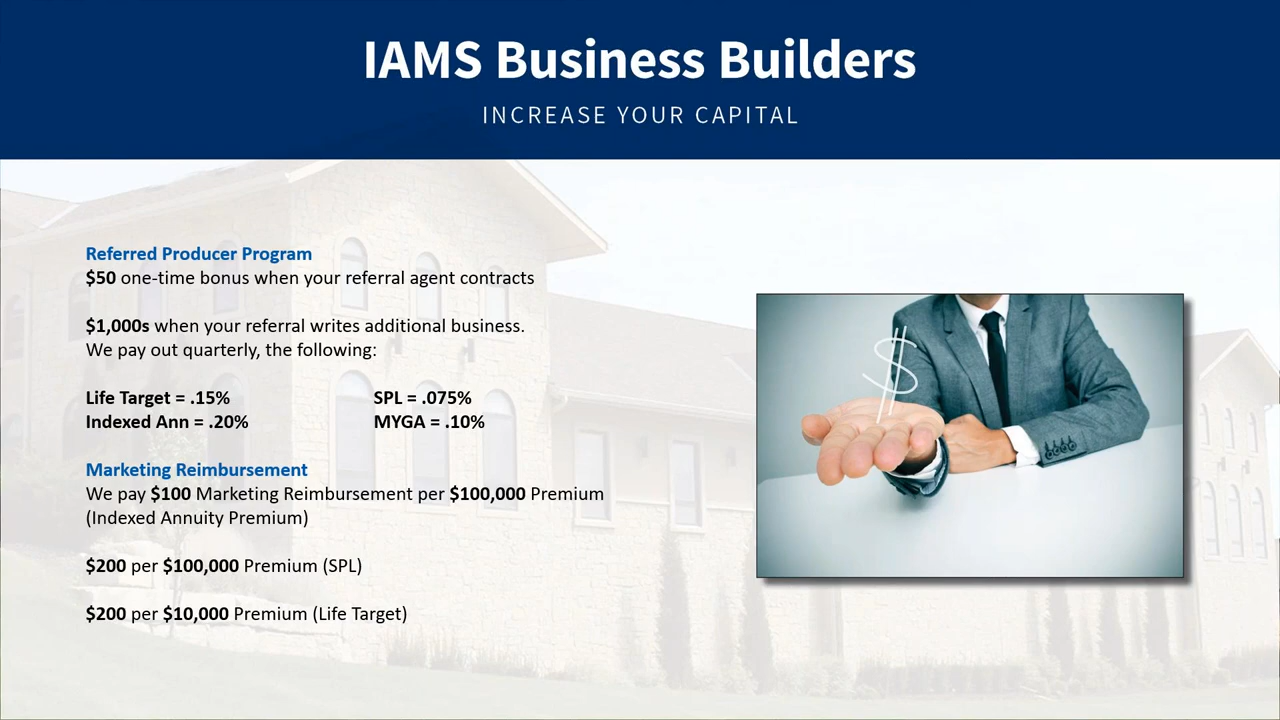 IAMS Business Builders
INCREASE YOUR CAPITAL
Referred Producer Program
$50 one-time bonus when your referral agent contracts
$1,000s when your referral writes additional business.
We pay out quarterly, the following:
Life Target = .15% SPL = .075%
Indexed Ann = .20% MYGA = .10%
Marketing Reimbursement
We pay $100 Marketing Reimbursement per $100,000 Premium
(Indexed Annuity Premium)
$200 per $100,000 Premium (SPL)
$200 per $10,000 Premium (Life Target)
$